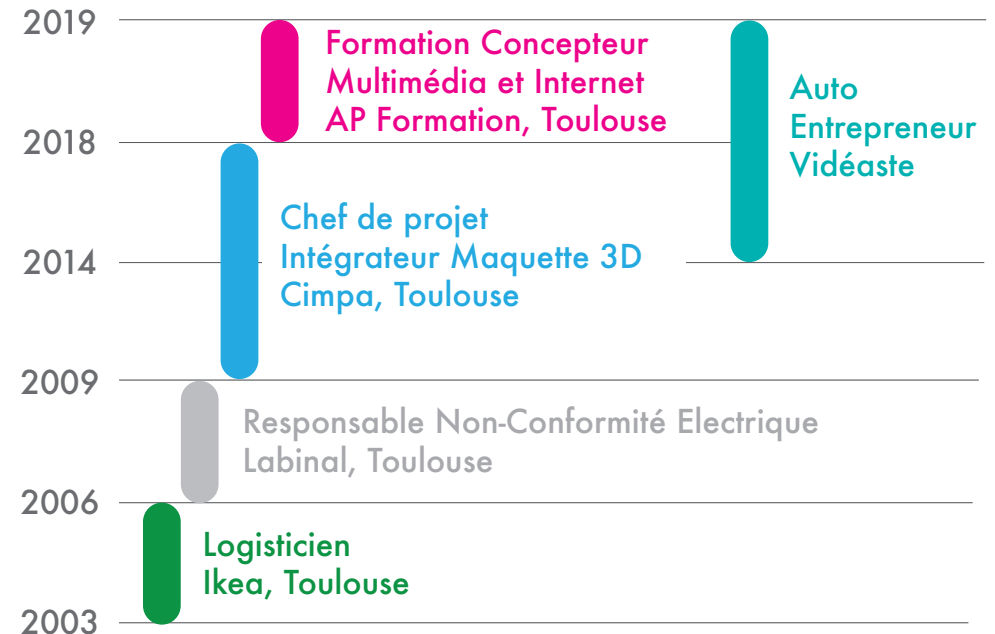 2019
Formation Concepteur
Multimédia et Internet
AP Formation, Toulouse
Auto
Entrepreneur
Vidéaste
2018
Chef de projet
Intégrateur Maquette 3D
Cimpa, Toulouse
2014
2009
Responsable Non-Conformité Electrique
Labinal, Toulouse
2006
Logisticien
Ikea, Toulouse
2003